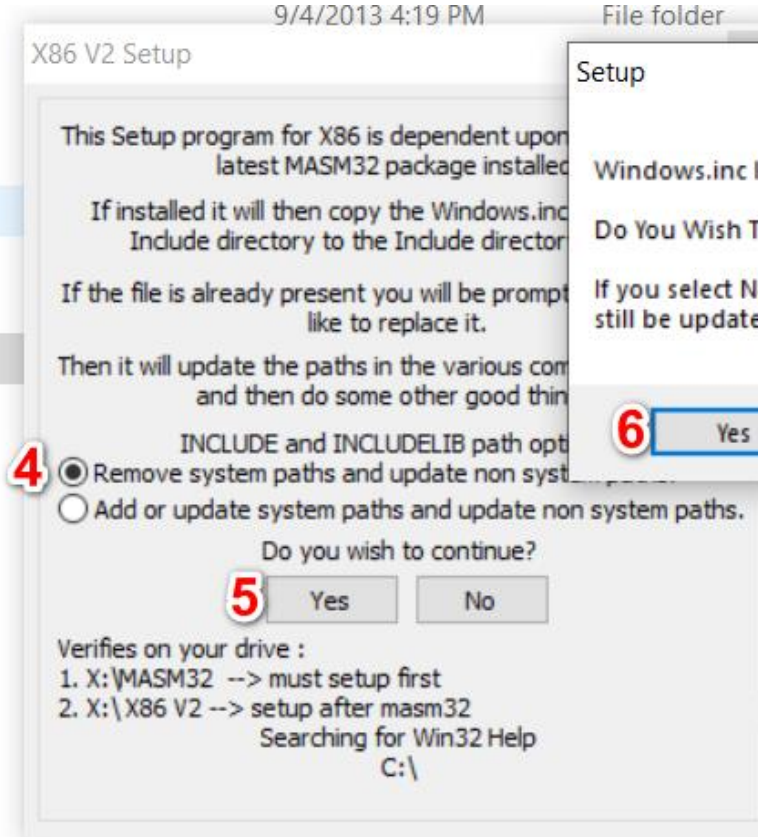 9/4/2013 4:19 PM File folder
X86 V2 Setup
This Setup program for X86 is dependent upon
latest MASM32 package installed
If installed it will then copy the Windows.inc
Include directory to the Include director
If the file is already present you will be prompt
like to replace it.
Then it will update the paths in the various com
and then do some other good thin
INCLUDE and INCLUDELIB path opti
4 Remove system paths and update non syst
Add or update system paths and update non system paths.
Do you wish to continue?
5 Yes No
Verifies on your drive :
1. X:\MASM32 --> must setup first
2. X:\ X86 V2 --> setup after masm32
Searching for Win32 Help
C:\
Setup
Windows.inc
Do You Wish T
If you select N
still be update
6 Yes